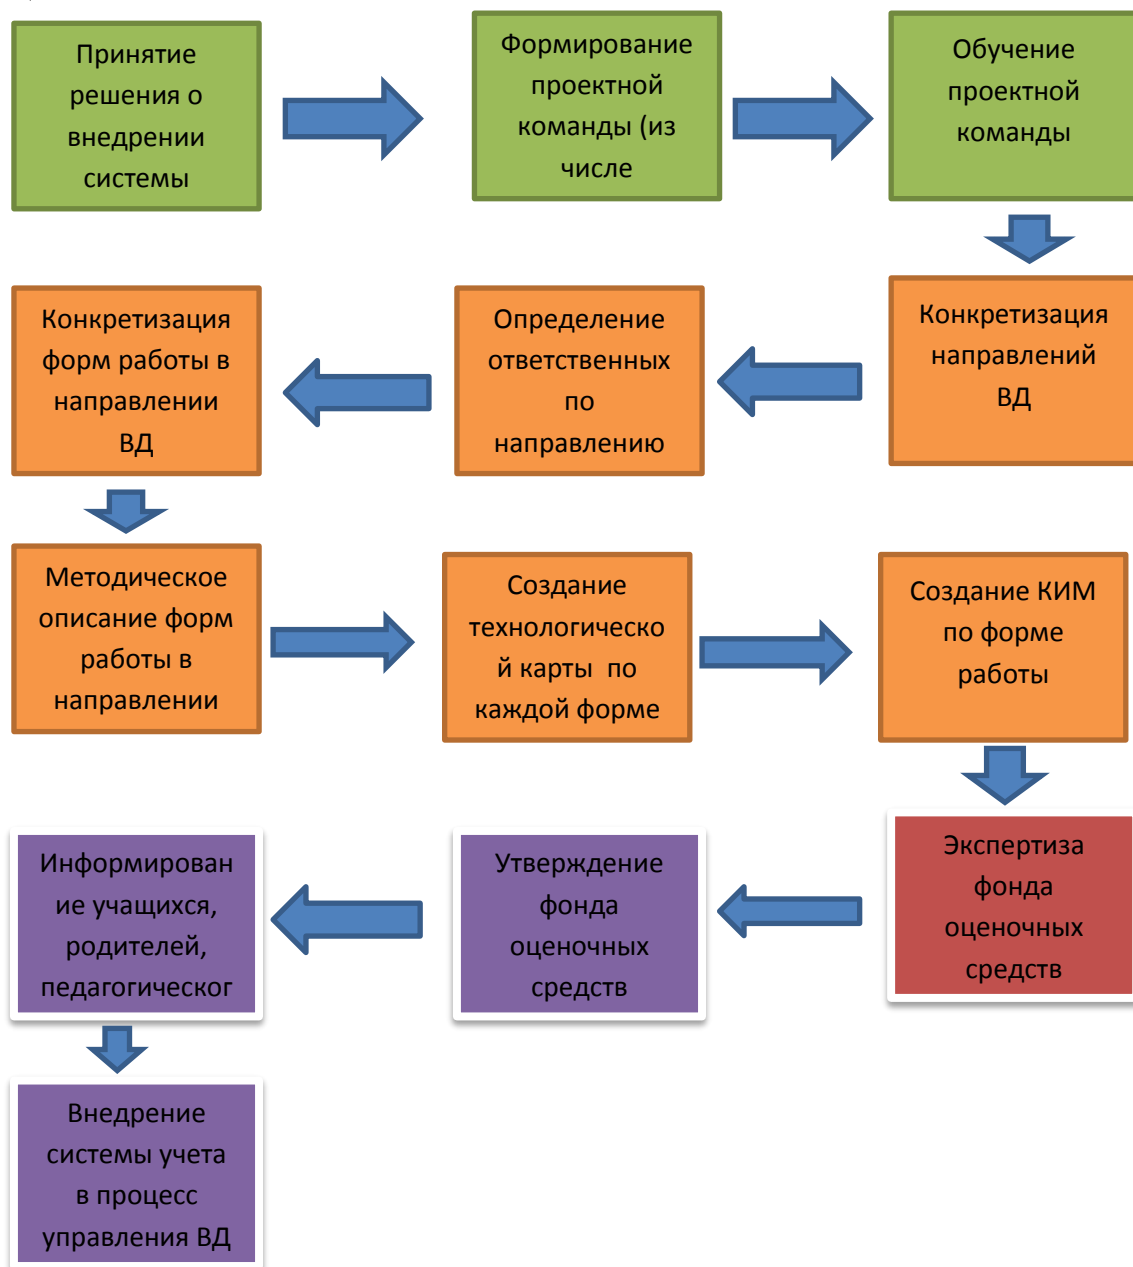 Принятие
решения о
внедрении
системы
Формирование
проектной
команды (из
числе
Обучение
проектной
команды
Конкретизация
направлений
ВД
Определение
ответственных
по
направлению
Конкретизация
форм работы в
направлении
ВД
Методическое
описание форм
работы в
направлении
Создание
технологическо
й карты по
каждой форме
Создание КИМ
по форме
работы
Экспертиза
фонда
оценочных
средств
Утверждение
фонда
оценочных
средств
Информирован
ие учащихся,
родителей,
педагогическог
Внедрение
системы учета
в процесс
управления ВД